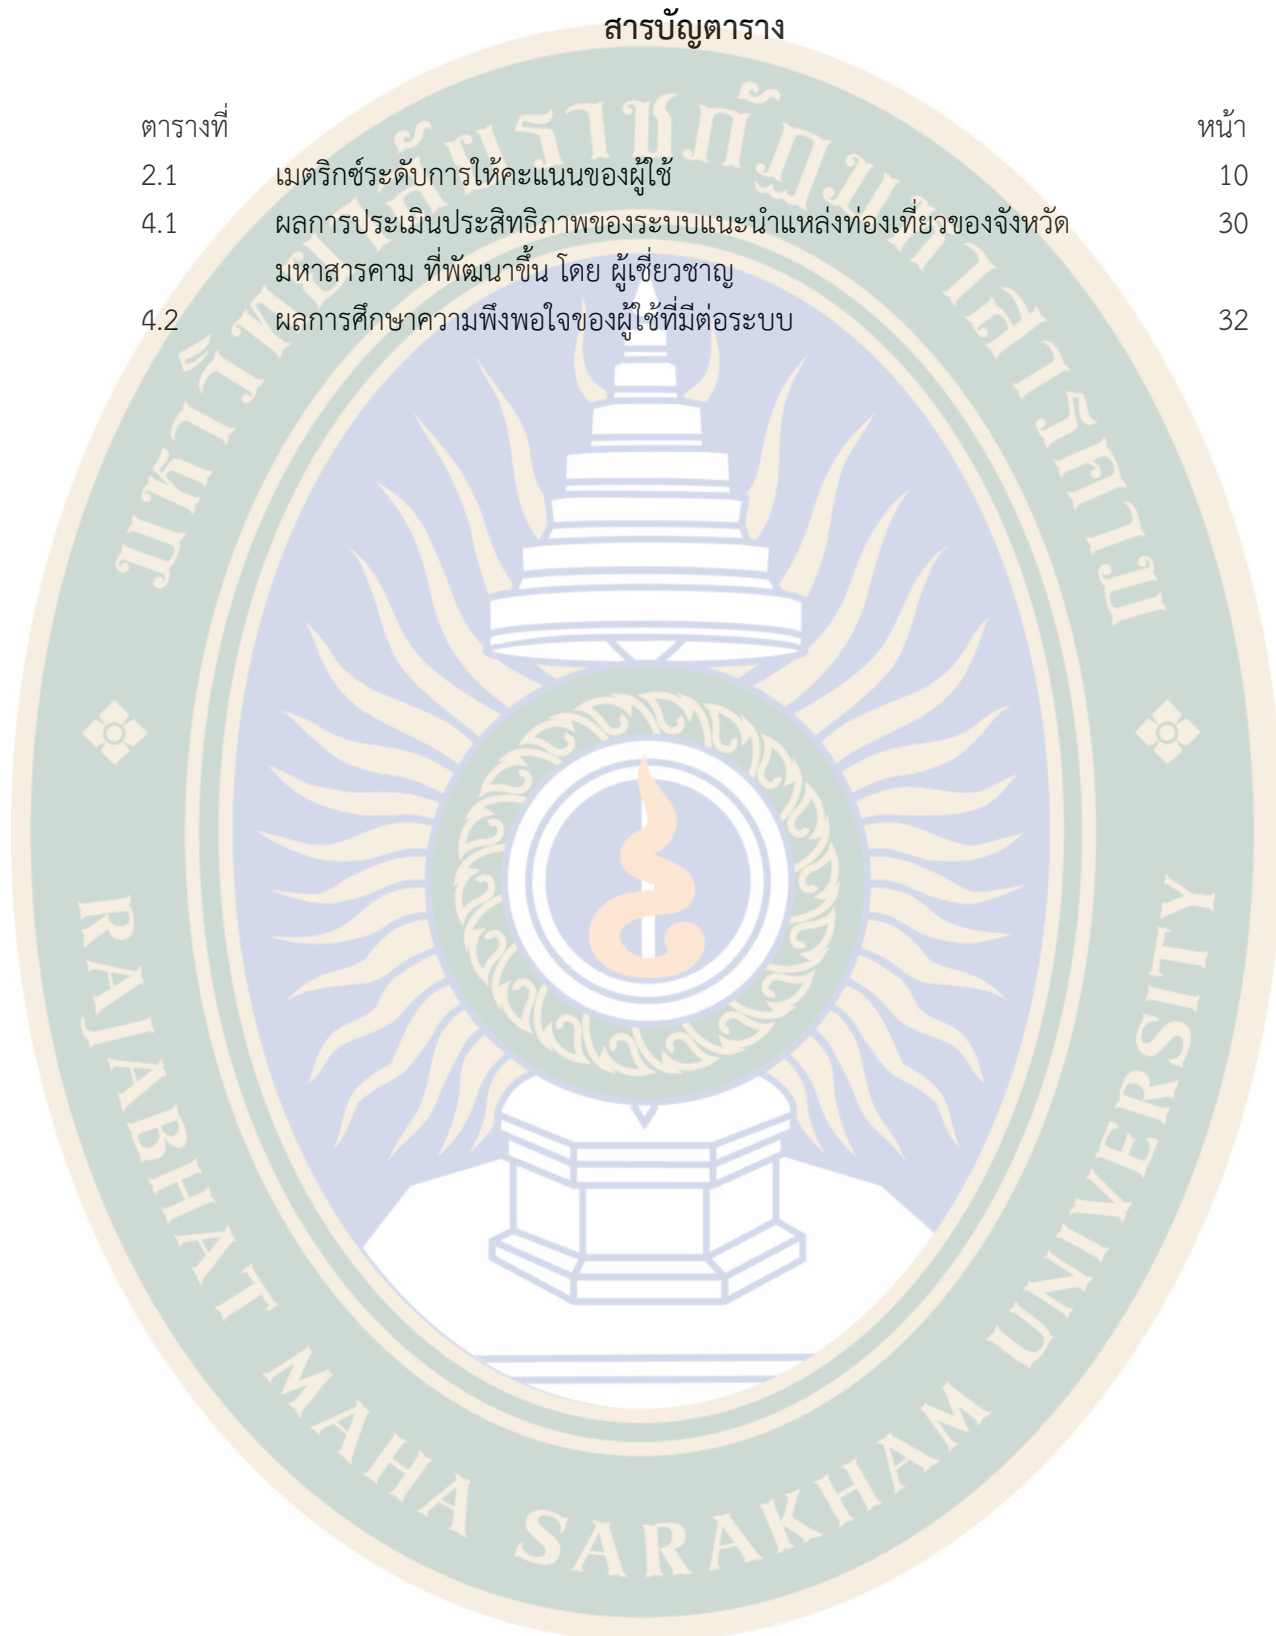 สารบัญตาราง
ตารางที่ หน้า
2.1 เมตริกซ์ระดับการให้คะแนนของผู้ใช้ 10
4.1 ผลการประเมินประสิทธิภาพของระบบแนะนำแหล่งท่องเที่ยวของจังหวัด 30
มหาสารคาม ที่พัฒนาขึ้น โดย ผู้เชี่ยวชาญ
4.2 ผลการศึกษาความพึงพอใจของผู้ใช้ที่มีต่อระบบ 32
มหาวิทยาลัยราชภัฏมหาสารคาม
RAJABHAT MAHA SARAKHAM UNIVERSITY